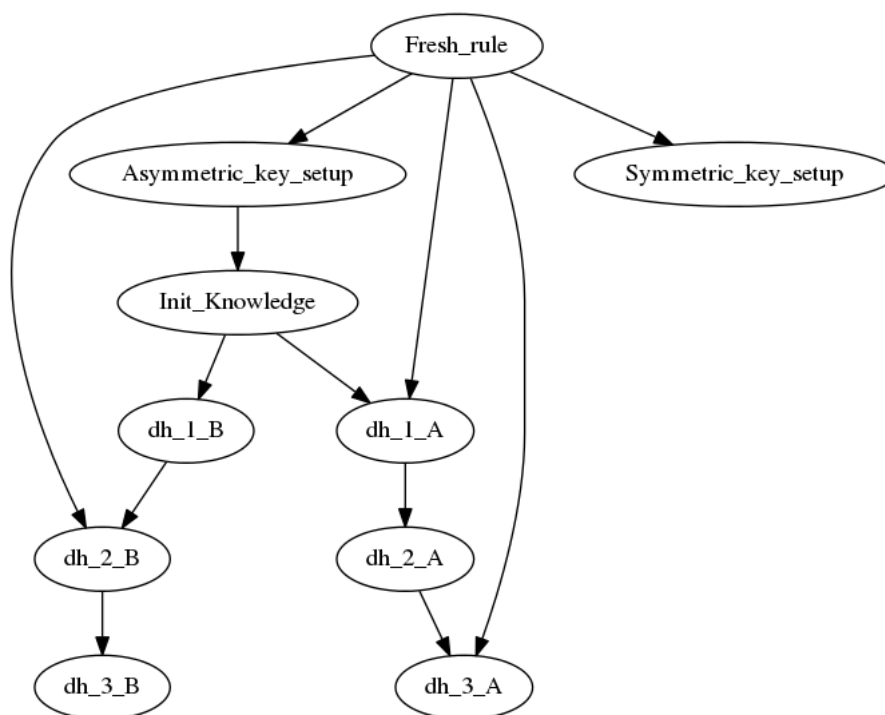 Fresh_rule
Asymmetric_key_setup
Symmetric_key_setup
Init_Knowledge
dh_1_B
dh_1_A
dh_2_B
dh_2_A
dh_3_B
dh_3_A